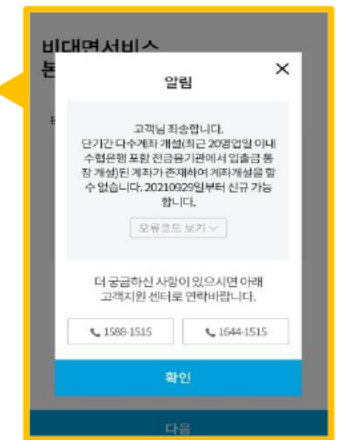 비대면서비스
본
알림
고객님 죄송합니다.
단기간 다수계좌 개설(최근 20영업일 이내
수협은행 포함 전금융기관에서 입출금 통
장 개설)된 계좌가 존재하여 계좌개설을 할
수 없습니다. 20210929일부터 신규 가능
합니다.
오류코드 보기
더 궁금하신 사항이 있으시면 아래
고객지원 센터로 연락바랍니다.
1588-1515
1644-1515
확인
다음